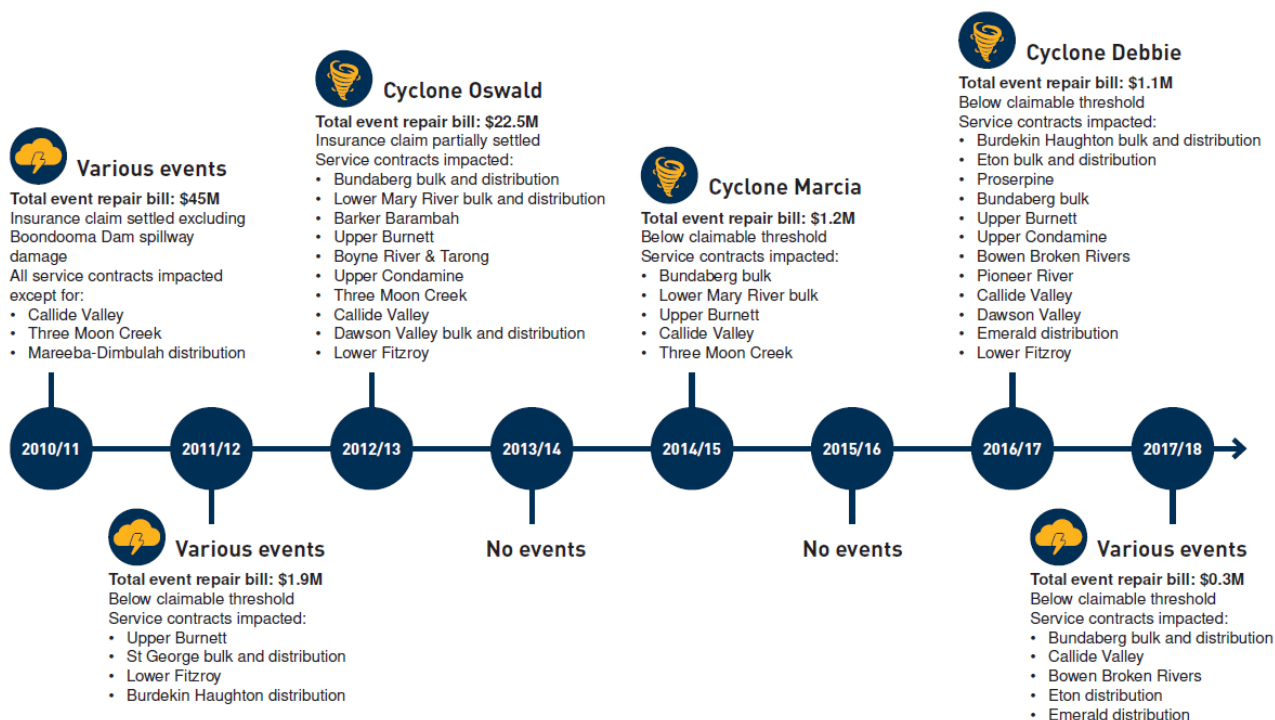 Various events
Total event repair bill: $45M
Insurance claim settled excluding
Boondooma Dam spillway
damage
All service contracts impacted
except for:
• Callide Valley
• Three Moon Creek
• Mareeba-Dimbulah distribution
Cyclone Oswald
Total event repair bill: $22.5M
Insurance claim partially settled
Service contracts impacted:
• Bundaberg bulk and distribution
• Lower Mary River bulk and distribution
• Barker Barambah
• Upper Burnett
• Boyne River & Tarong
• Upper Condamine
• Three Moon Creek
• Callide Valley
• Dawson Valley bulk and distribution
• Lower Fitzroy
Cyclone Marcia
Total event repair bill: $1.2M
Below claimable threshold
Service contracts impacted:
• Bundaberg bulk
• Lower Mary River bulk
• Upper Burnett
• Callide Valley
• Three Moon Creek
Cyclone Debbie
Total event repair bill: $1.1M
Below claimable threshold
Service contracts impacted:
• Burdekin Haughton bulk and distribution
• Eton bulk and distribution
• Proserpine
• Bundaberg bulk
• Upper Burnett
• Upper Condamine
• Bowen Broken Rivers
• Pioneer River
• Callide Valley
• Dawson Valley
• Emerald distribution
• Lower Fitzroy
2010/11
2011/12
2012/13
2013/14
2014/15
2015/16
2016/17
2017/18
Various events
Total event repair bill: $1.9M
Below claimable threshold
Service contracts impacted:
• Upper Burnett
• St George bulk and distribution
• Lower Fitzroy
• Burdekin Haughton distribution
No events
No events
Various events
Total event repair bill: $0.3M
Below claimable threshold
Service contracts impacted:
• Bundaberg bulk and distribution
• Callide Valley
• Bowen Broken Rivers
• Eton distribution
• Emerald distribution